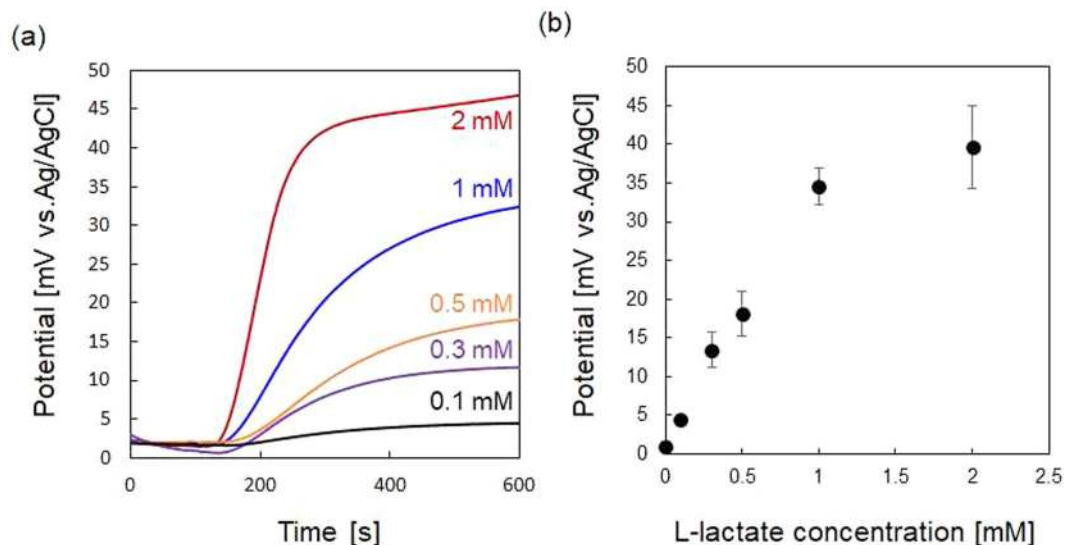 (a)
50
45
40
35
30
25
20
15
10
5
0
Potential [mV vs.Ag/AgCl]
2 mM
1 mM
0.5 mM
0.3 mM
0.1 mM
0 200 400 600
Time [s]
(b)
50
45
40
35
30
25
20
15
10
5
0
Potential [mV vs.Ag/AgCl]
0 0.5 1 1.5 2 2.5
L-lactate concentration [mM]